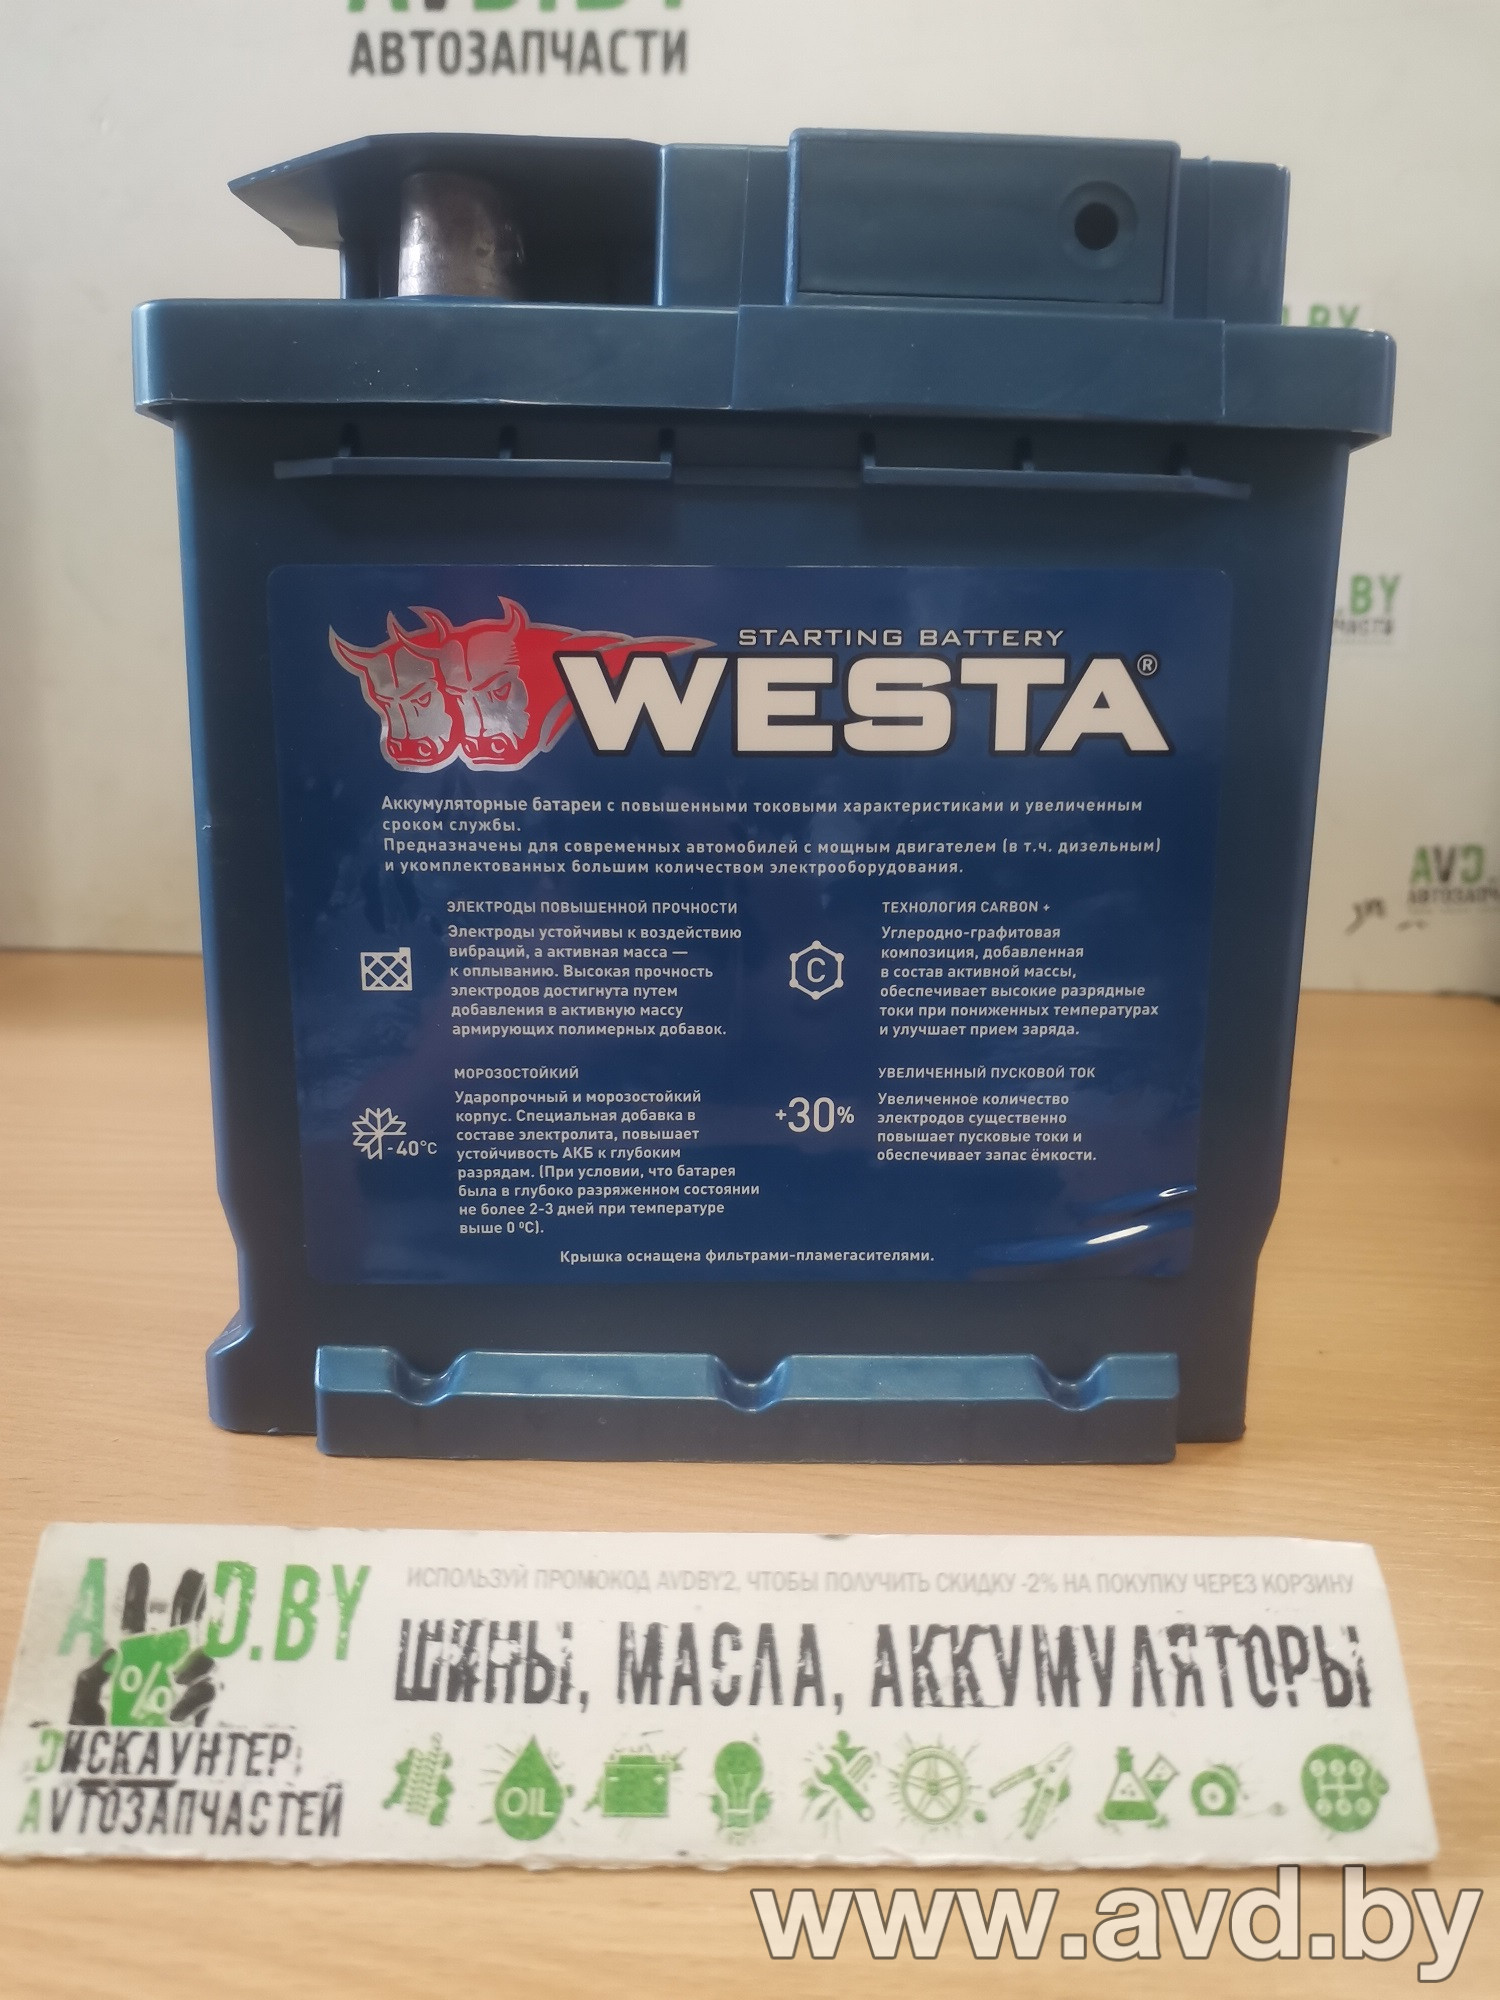 АВТОЗАПЧАСТИ
.BY
AVD.
STARTING BATTERY
WESTA®
Аккумуляторные батареи с повышенными токовыми характеристиками и увеличенным
сроком службы.
Предназначены для современных автомобилей с мощным двигателем (в т.ч. дизельным)
и укомплектованных большим количеством электрооборудования.
ЭЛЕКТРОДЫ ПОВЫШЕННОЙ ПРОЧНОСТИ
Электроды устойчивы к воздействию
вибраций, а активная масса —
к оплыванию. Высокая прочность
электродов достигнута путем
добавления в активную массу
армирующих полимерных добавок.
C
ТЕХНОЛОГИЯ CARBON +
Углеродно-графитовая
композиция, добавленная
в состав активной массы,
обеспечивает высокие разрядные
токи при пониженных температурах
и улучшает прием заряда.
-40°C
МОРОЗОСТОЙКИЙ
Ударопрочный и морозостойкий
корпус. Специальная добавка в
составе электролита, повышает
устойчивость АКБ к глубоким
разрядам. (При условии, что батарея
была в глубоко разряженном состоянии
не более 2-3 дней при температуре
выше 0 ⁰C).
+30%
УВЕЛИЧЕННЫЙ ПУСКОВОЙ ТОК
Увеличенное количество
электродов существенно
повышает пусковые токи и
обеспечивает запас ёмкости.
Крышка оснащена фильтрами-пламегасителями.
AVD.BY
%
DИСКАУНТЕР
АVТОЗАПЧАСТЕЙ
ИСПОЛЬЗУЙ ПРОМОКОД AVDBY2, ЧТОБЫ ПОЛУЧИТЬ СКИДКУ -2% НА ПОКУПКУ ЧЕРЕЗ КОРЗИНУ
ШИНЫ, МАСЛА, АККУМУЛЯТОРЫ
OIL
www.avd.by